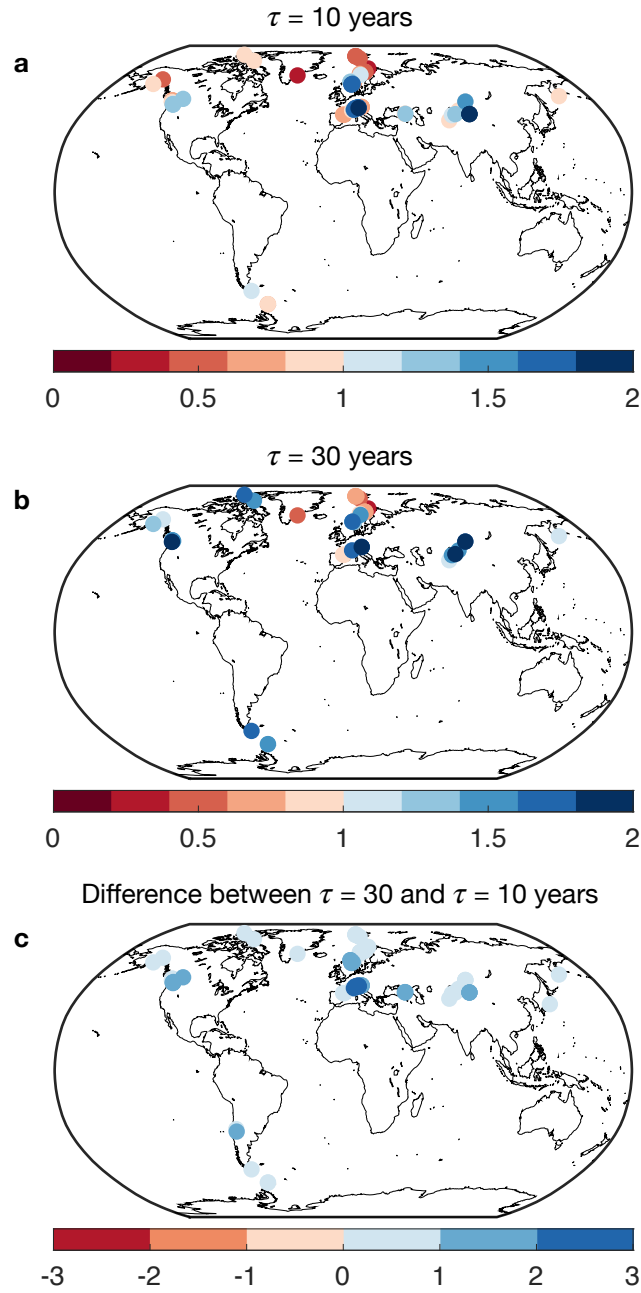 τ = 10 years
a
0 0.5 1 1.5 2
τ = 30 years
b
0 0.5 1 1.5 2
Difference between τ = 30 and τ = 10 years
c
-3 -2 -1 0 1 2 3